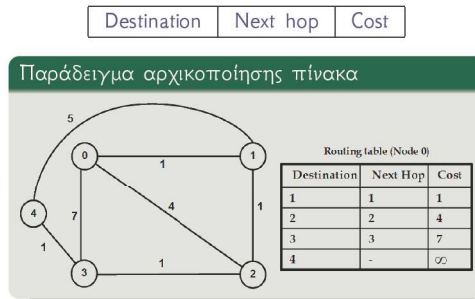 Destination Next hop Cost
Παράδειγμα αρχικοποίησης πίνακα
5
0
1
1
4
7
1
4
1
1
3
2
Routing table (Node 0)
Destination Next Hop Cost
1 1 1
2 2 4
3 3 7
4 - ∞